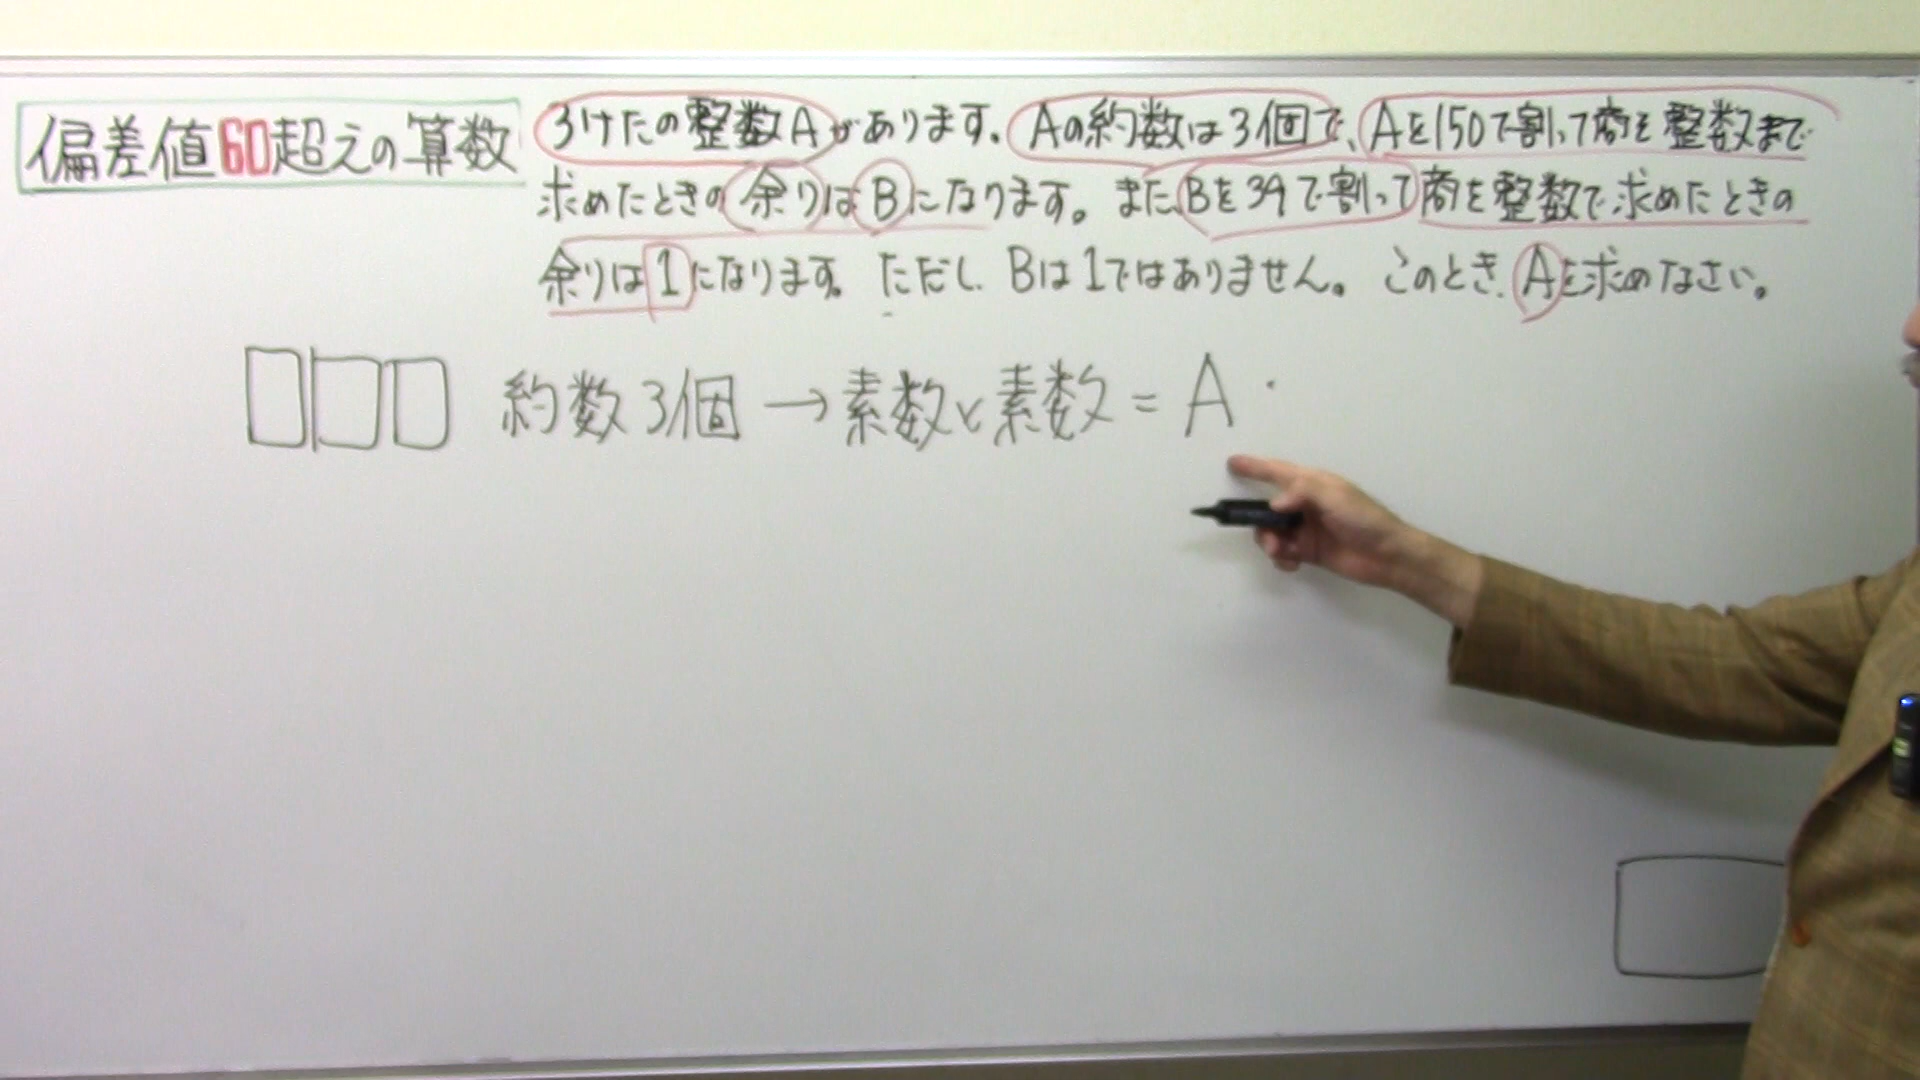 偏差値60超えの算数
3けたの整数Aがあります。Aの約数は3個で、Aを150で割って商を整数まで
求めたときの余りはBになります。またBを39で割って商を整数で求めたときの
余りは1になります。ただし Bは1ではありません。このとき、Aを求めなさい。
約数3個→素数×素数=A